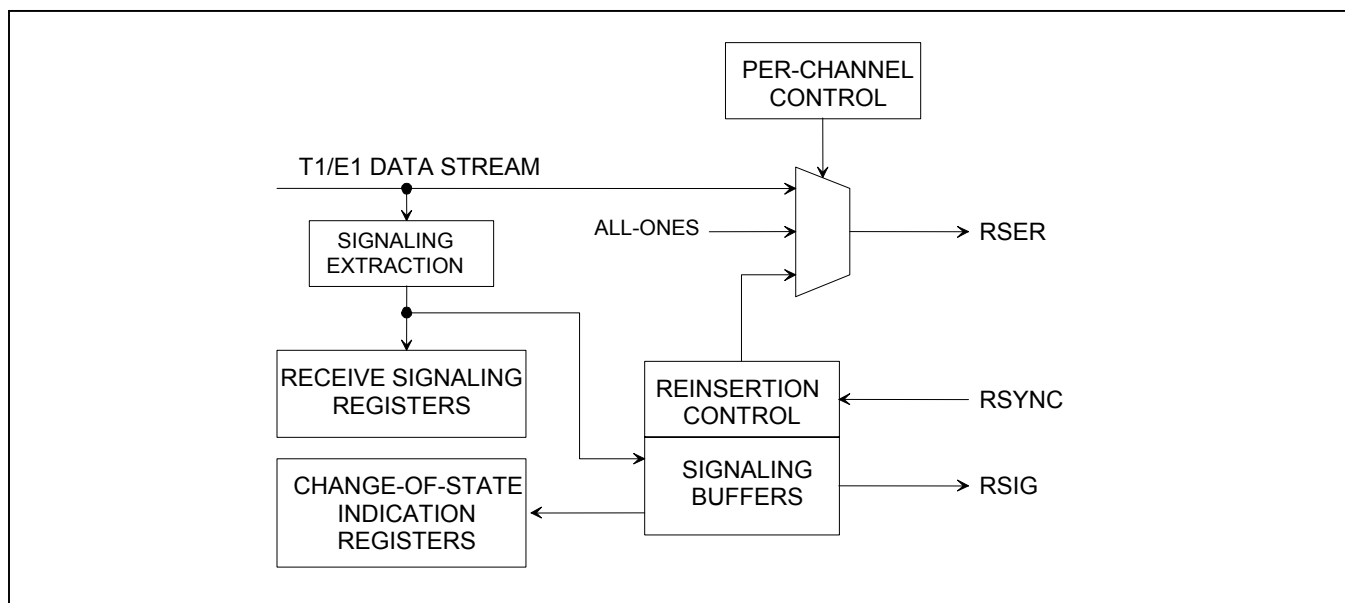 PER-CHANNEL
CONTROL
T1/E1 DATA STREAM
ALL-ONES
RSER
SIGNALING
EXTRACTION
RECEIVE SIGNALING
REGISTERS
REINSERTION
CONTROL
RSYNC
CHANGE-OF-STATE
INDICATION
REGISTERS
SIGNALING
BUFFERS
RSIG